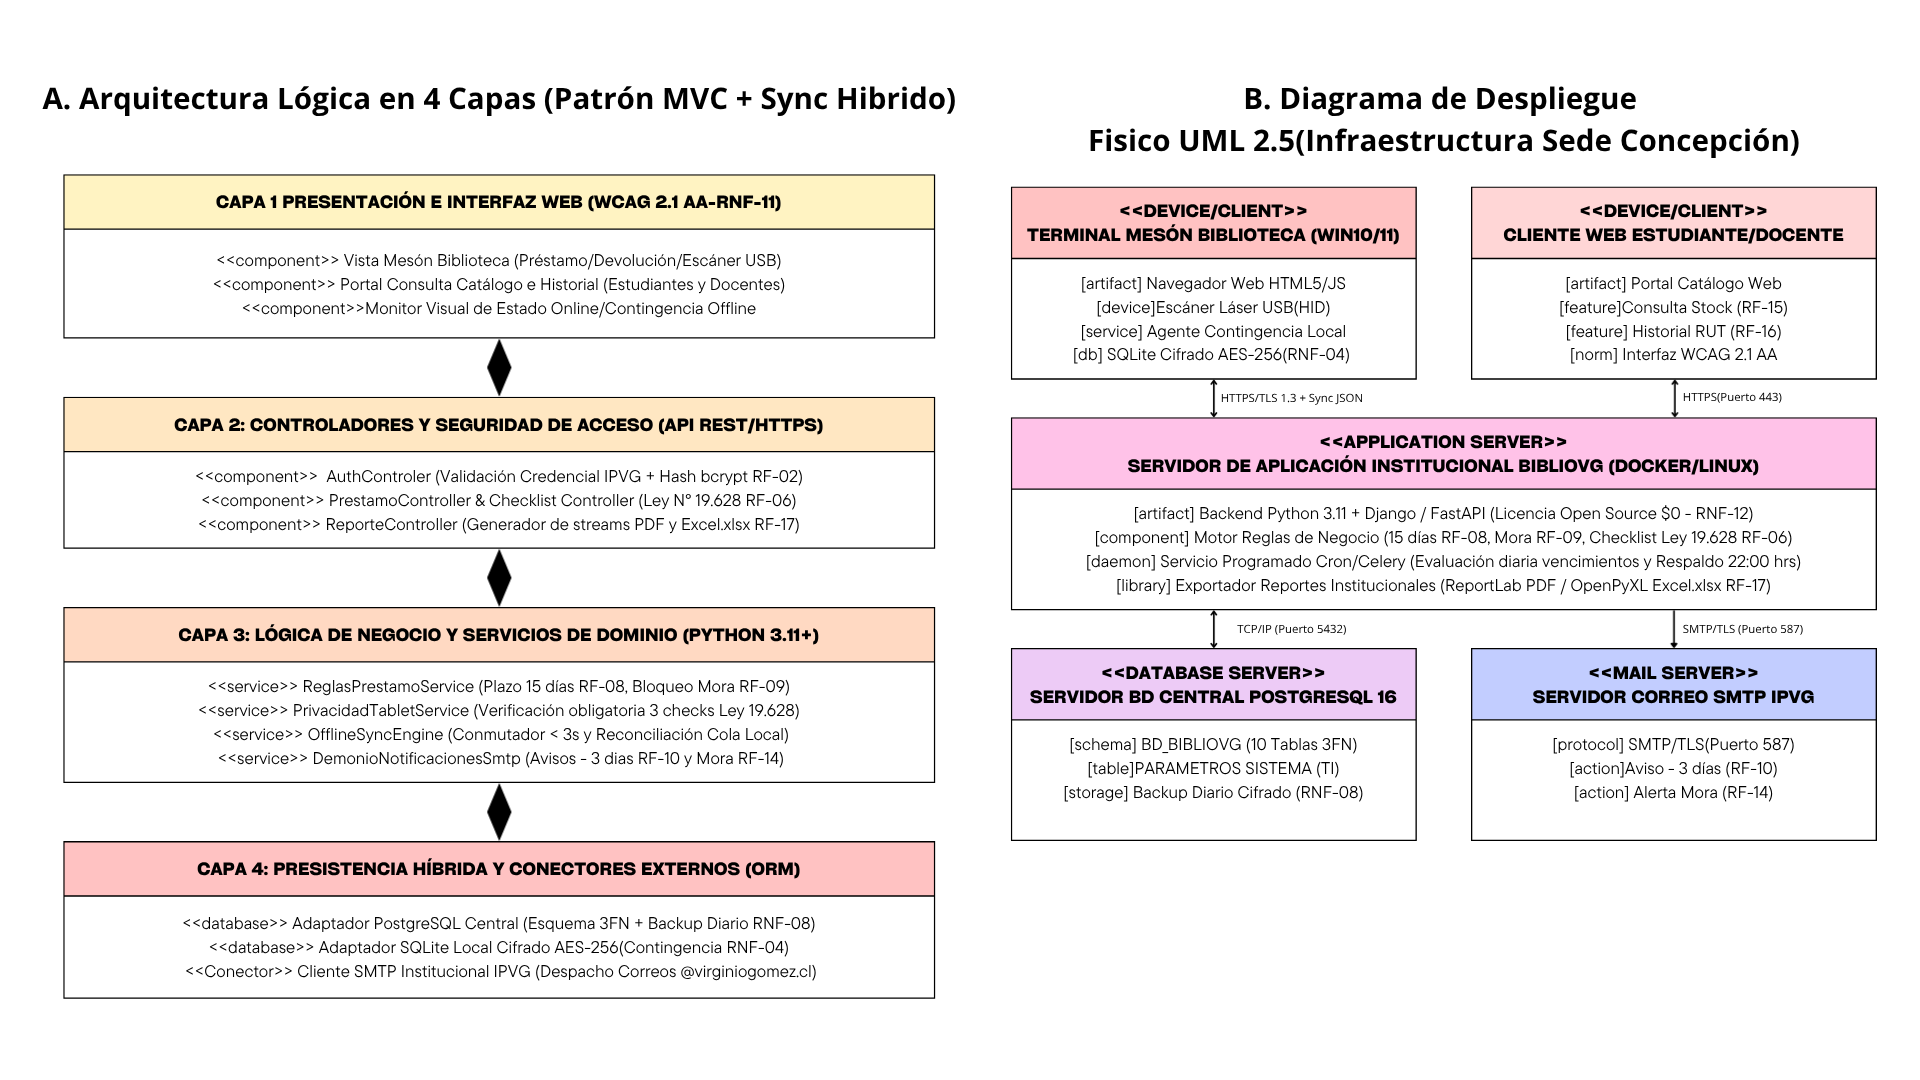 A. Arquitectura Lógica en 4 Capas (Patrón MVC + Sync Hibrido)
CAPA 1 PRESENTACIÓN E INTERFAZ WEB (WCAG 2.1 AA-RNF-11)
<<component>> Vista Mesón Biblioteca (Préstamo/Devolución/Escáner USB)
<<component>> Portal Consulta Catálogo e Historial (Estudiantes y Docentes)
<<component>>Monitor Visual de Estado Online/Contingencia Offline
CAPA 2: CONTROLADORES Y SEGURIDAD DE ACCESO (API REST/HTTPS)
<<component>> AuthControler (Validación Credencial IPVG + Hash bcrypt RF-02)
<<component>> PrestamoController & Checklist Controller (Ley N° 19.628 RF-06)
<<component>> ReporteController (Generador de streams PDF y Excel.xlsx RF-17)
CAPA 3: LÓGICA DE NEGOCIO Y SERVICIOS DE DOMINIO (PYTHON 3.11+)
<<service>> ReglasPrestamoService (Plazo 15 días RF-08, Bloqueo Mora RF-09)
<<service>> PrivacidadTabletService (Verificación obligatoria 3 checks Ley 19.628)
<<service>> OfflineSyncEngine (Conmutador < 3s y Reconciliación Cola Local)
<<service>> DemonioNotificacionesSmtp (Avisos - 3 dias RF-10 y Mora RF-14)
CAPA 4: PRESISTENCIA HÍBRIDA Y CONECTORES EXTERNOS (ORM)
<<database>> Adaptador PostgreSQL Central (Esquema 3FN + Backup Diario RNF-08)
<<database>> Adaptador SQLite Local Cifrado AES-256(Contingencia RNF-04)
<<Conector>> Cliente SMTP Institucional IPVG (Despacho Correos @virginiogomez.cl)
B. Diagrama de Despliegue
Fisico UML 2.5(Infraestructura Sede Concepción)
<<DEVICE/CLIENT>>
TERMINAL MESÓN BIBLIOTECA (WIN10/11)
[artifact] Navegador Web HTML5/JS
[device]Escáner Láser USB(HID)
[service] Agente Contingencia Local
[db] SQLite Cifrado AES-256(RNF-04)
<<DEVICE/CLIENT>>
CLIENTE WEB ESTUDIANTE/DOCENTE
[artifact] Portal Catálogo Web
[feature]Consulta Stock (RF-15)
[feature] Historial RUT (RF-16)
[norm] Interfaz WCAG 2.1 AA
HTTPS/TLS 1.3 + Sync JSON
HTTPS(Puerto 443)
<<APPLICATION SERVER>>
SERVIDOR DE APLICACIÓN INSTITUCIONAL BIBLIOVG (DOCKER/LINUX)
[artifact] Backend Python 3.11 + Django / FastAPI (Licencia Open Source $0 - RNF-12)
[component] Motor Reglas de Negocio (15 días RF-08, Mora RF-09, Checklist Ley 19.628 RF-06)
[daemon] Servicio Programado Cron/Celery (Evaluación diaria vencimientos y Respaldo 22:00 hrs)
[library] Exportador Reportes Institucionales (ReportLab PDF / OpenPyXL Excel.xlsx RF-17)
TCP/IP (Puerto 5432)
SMTP/TLS (Puerto 587)
<<DATABASE SERVER>>
SERVIDOR BD CENTRAL POSTGRESQL 16
[schema] BD_BIBLIOVG (10 Tablas 3FN)
[table]PARAMETROS SISTEMA (TI)
[storage] Backup Diario Cifrado (RNF-08)
<<MAIL SERVER>>
SERVIDOR CORREO SMTP IPVG
[protocol] SMTP/TLS(Puerto 587)
[action]Aviso - 3 días (RF-10)
[action] Alerta Mora (RF-14)